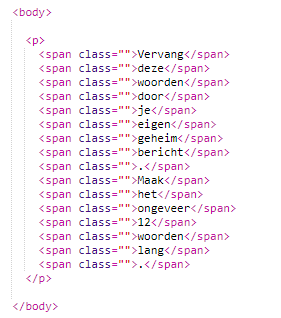 <body>
<p>
<span class="">Vervang</span>
<span class="">deze</span>
<span class="">woorden</span>
<span class="">door</span>
<span class="">je</span>
<span class="">eigen</span>
<span class="">geheim</span>
<span class="">bericht</span>
<span class="">.</span>
<span class="">Maak</span>
<span class="">het</span>
<span class="">ongeveer</span>
<span class="">12</span>
<span class="">woorden</span>
<span class="">lang</span>
<span class="">.</span>
</p>
</body>